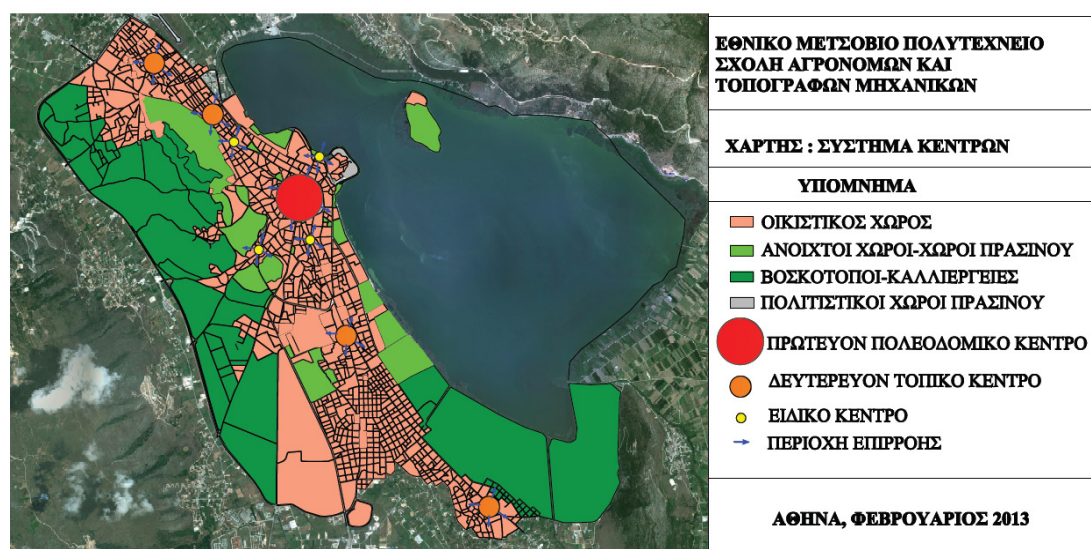 ΕΘΝΙΚΟ ΜΕΤΣΟΒΙΟ ΠΟΛΥΤΕΧΝΕΙΟ
ΣΧΟΛΗ ΑΓΡΟΝΟΜΩΝ ΚΑΙ
ΤΟΠΟΓΡΑΦΩΝ ΜΗΧΑΝΙΚΩΝ
ΧΑΡΤΗΣ : ΣΥΣΤΗΜΑ ΚΕΝΤΡΩΝ
ΥΠΟΜΝΗΜΑ
ΟΙΚΙΣΤΙΚΟΣ ΧΩΡΟΣ
ΑΝΟΙΧΤΟΙ ΧΩΡΟΙ-ΧΩΡΟΙ ΠΡΑΣΙΝΟΥ
ΒΟΣΚΟΤΟΠΟΙ-ΚΑΛΛΙΕΡΓΕΙΕΣ
ΠΟΛΙΤΙΣΤΙΚΟΙ ΧΩΡΟΙ ΠΡΑΣΙΝΟΥ
ΠΡΩΤΕΥΟΝ ΠΟΛΕΟΔΟΜΙΚΟ ΚΕΝΤΡΟ
ΔΕΥΤΕΡΕΥΟΝ ΤΟΠΙΚΟ ΚΕΝΤΡΟ
ΕΙΔΙΚΟ ΚΕΝΤΡΟ
ΠΕΡΙΟΧΗ ΕΠΙΡΡΟΗΣ
ΑΘΗΝΑ, ΦΕΒΡΟΥΑΡΙΟΣ 2013